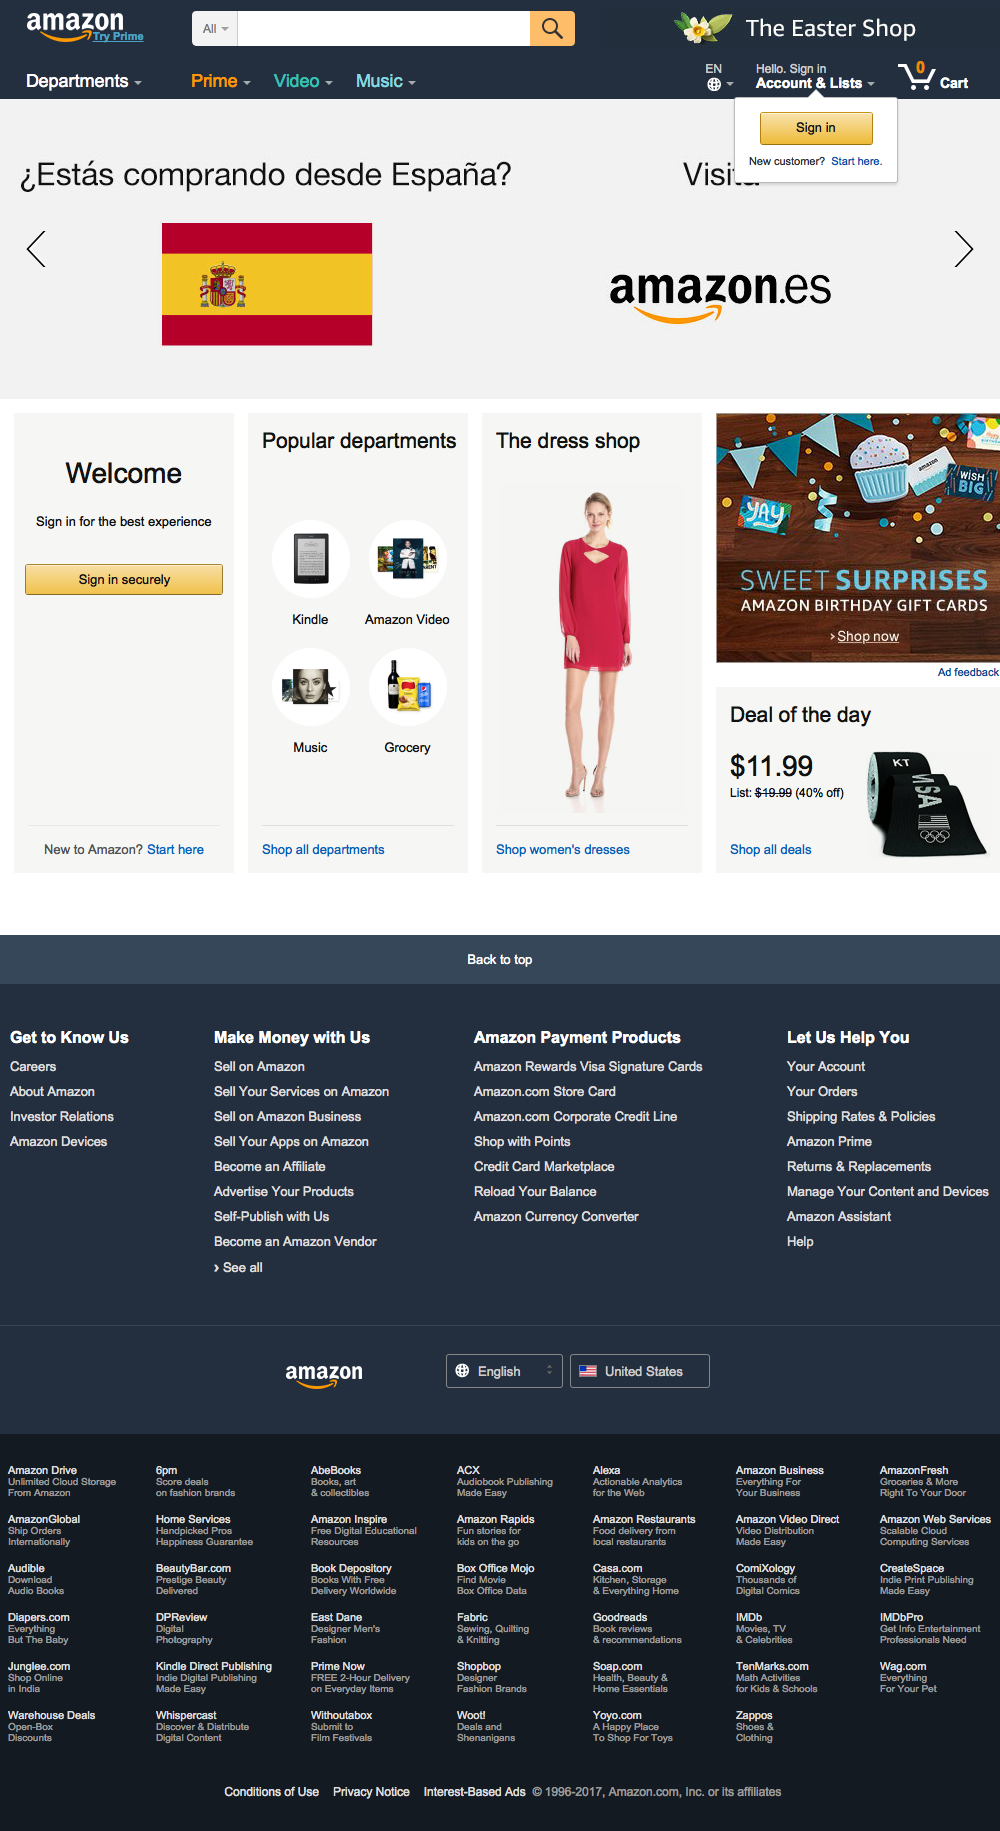 amazon
Try Prime
All
The Easter Shop
Departments
Prime
Video
Music
EN
Hello. Sign in
Account & Lists
0
Cart
Sign in
New customer? Start here.
¿Estás comprando desde España?
Visita
amazon.es
Welcome
Sign in for the best experience
Sign in securely
New to Amazon? Start here
Popular departments
Kindle
Amazon Video
Music
Grocery
Shop all departments
The dress shop
Shop women's dresses
amazon
WISH
BIG
YAY
SWEET SURPRISES
AMAZON BIRTHDAY GIFT CARDS
› Shop now
Ad feedback
Deal of the day
$11.99
List: $19.99 (40% off)
KT
Shop all deals
Back to top
Get to Know Us
Careers
About Amazon
Investor Relations
Amazon Devices
Make Money with Us
Sell on Amazon
Sell Your Services on Amazon
Sell on Amazon Business
Sell Your Apps on Amazon
Become an Affiliate
Advertise Your Products
Self-Publish with Us
Become an Amazon Vendor
› See all
Amazon Payment Products
Amazon Rewards Visa Signature Cards
Amazon.com Store Card
Amazon.com Corporate Credit Line
Shop with Points
Credit Card Marketplace
Reload Your Balance
Amazon Currency Converter
Let Us Help You
Your Account
Your Orders
Shipping Rates & Policies
Amazon Prime
Returns & Replacements
Manage Your Content and Devices
Amazon Assistant
Help
amazon
English
United States
Amazon Drive
Unlimited Cloud Storage
From Amazon
6pm
Score deals
on fashion brands
AbeBooks
Books, art
& collectibles
ACX
Audiobook Publishing
Made Easy
Alexa
Actionable Analytics
for the Web
Amazon Business
Everything For
Your Business
AmazonFresh
Groceries & More
Right To Your Door
AmazonGlobal
Ship Orders
Internationally
Home Services
Handpicked Pros
Happiness Guarantee
Amazon Inspire
Free Digital Educational
Resources
Amazon Rapids
Fun stories for
kids on the go
Amazon Restaurants
Food delivery from
local restaurants
Amazon Video Direct
Video Distribution
Made Easy
Amazon Web Services
Scalable Cloud
Computing Services
Audible
Download
Audio Books
BeautyBar.com
Prestige Beauty
Delivered
Book Depository
Books With Free
Delivery Worldwide
Box Office Mojo
Find Movie
Box Office Data
Casa.com
Kitchen, Storage
& Everything Home
ComiXology
Thousands of
Digital Comics
CreateSpace
Indie Print Publishing
Made Easy
Diapers.com
Everything
But The Baby
DPReview
Digital
Photography
East Dane
Designer Men's
Fashion
Fabric
Sewing, Quilting
& Knitting
Goodreads
Book reviews
& recommendations
IMDb
Movies, TV
& Celebrities
IMDbPro
Get Info Entertainment
Professionals Need
Junglee.com
Shop Online
in India
Kindle Direct Publishing
Indie Digital Publishing
Made Easy
Prime Now
FREE 2-Hour Delivery
on Everyday Items
Shopbop
Designer
Fashion Brands
Soap.com
Health, Beauty &
Home Essentials
TenMarks.com
Math Activities
for Kids & Schools
Wag.com
Everything
For Your Pet
Warehouse Deals
Open-Box
Discounts
Whispercast
Discover & Distribute
Digital Content
Withoutabox
Submit to
Film Festivals
Woot!
Deals and
Shenanigans
Yoyo.com
A Happy Place
To Shop For Toys
Zappos
Shoes &
Clothing
Conditions of Use Privacy Notice Interest-Based Ads © 1996-2017, Amazon.com, Inc. or its affiliates